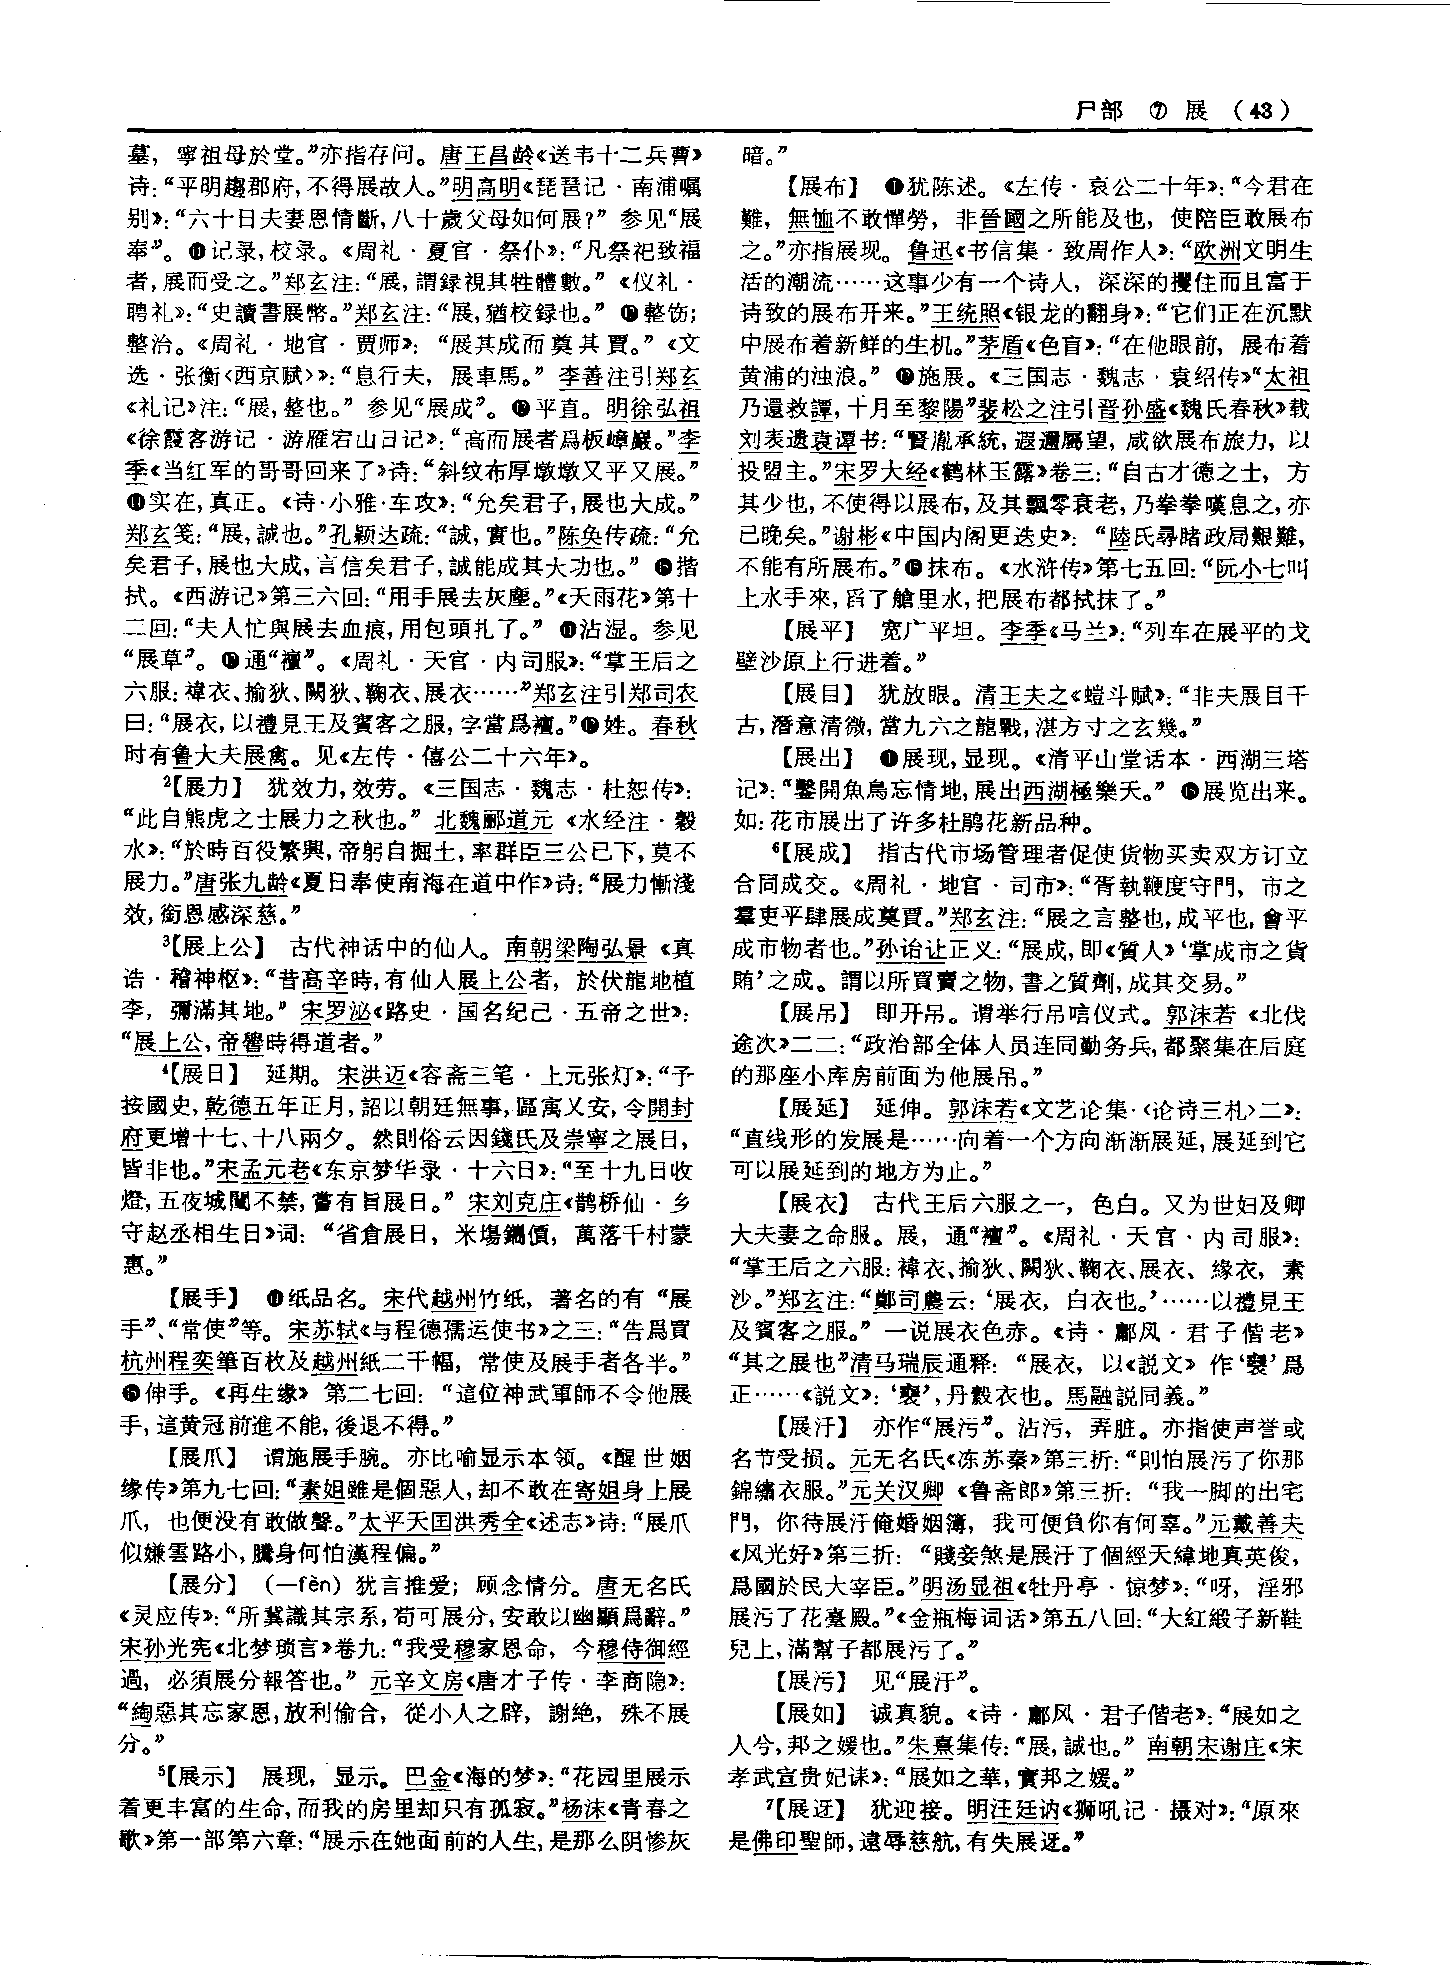 尸部 ⑦ 展 (43)
墓，寧祖母於堂。”亦指存问。唐王昌龄《送韦十二兵曹》
诗：“平明趨郡府，不得展故人。”明高明《琵琶记·南浦嘱
别》：“六十日夫妻恩情斷，八十歲父母如何展？”参见“展
奉”。⓫记录，校录。《周礼·夏官·祭仆》：“凡祭祀致福
者，展而受之。”郑玄注：“展，謂録視其牲體數。”《仪礼·
聘礼》：“史讀書展幣。”郑玄注：“展，猶校録也。”⓬整饬；
整治。《周礼·地官·贾师》：“展其成而奠其賈。”《文
选·张衡〈西京赋〉》：“息行夫，展車馬。”李善注引郑玄
《礼记》注：“展，整也。”参见“展成”。⓭平直。明徐弘祖
《徐霞客游记·游雁宕山日记》：“高而展者爲板嶂巖。”李
季《当红军的哥哥回来了》诗：“斜纹布厚墩墩又平又展。”
⓮实在，真正。《诗·小雅·车攻》：“允矣君子，展也大成。”
郑玄笺：“展，誠也。”孔颖达疏：“誠，實也。”陈奂传疏：“允
矣君子，展也大成，言信矣君子，誠能成其大功也。”⓯揩
拭。《西游记》第三六回：“用手展去灰塵。”《天雨花》第十
二回：“夫人忙與展去血痕，用包頭扎了。”⓰沾湿。参见
“展草”。⓱通“襢”。《周礼·天官·内司服》：“掌王后之
六服：褘衣、揄狄、闕狄、鞠衣、展衣……”郑玄注引郑司农
曰：“展衣，以禮見王及賓客之服，字當爲襢。”⓲姓。春秋
时有鲁大夫展禽。见《左传·僖公二十六年》。
2【展力】 犹效力，效劳。《三国志·魏志·杜恕传》：
“此自熊虎之士展力之秋也。”北魏郦道元《水经注·穀
水》：“於時百役繁興，帝躬自掘土，率群臣三公已下，莫不
展力。”唐张九龄《夏日奉使南海在道中作》诗：“展力慚淺
效，銜恩感深慈。”
3【展上公】 古代神话中的仙人。南朝梁陶弘景《真
诰·稽神枢》：“昔高辛時，有仙人展上公者，於伏龍地植
李，彌滿其地。”宋罗泌《路史·国名纪己·五帝之世》：
“展上公，帝嚳時得道者。”
4【展日】 延期。宋洪迈《容斋三笔·上元张灯》：“予
按國史，乾德五年正月，詔以朝廷無事，區寓乂安，令開封
府更增十七、十八兩夕。然則俗云因錢氏及崇寧之展日，
皆非也。”宋孟元老《东京梦华录·十六日》：“至十九日收
燈，五夜城闉不禁，嘗有旨展日。”宋刘克庄《鹊桥仙·乡
守赵丞相生日》词：“省倉展日，米場鐫價，萬落千村蒙
惠。”
【展手】 ❶纸品名。宋代越州竹纸，著名的有“展
手”、“常使”等。宋苏轼《与程德孺运使书》之三：“告爲買
杭州程奕筆百枚及越州紙二千幅，常使及展手者各半。”
❷伸手。《再生缘》第二七回：“這位神武軍師不令他展
手，這黄冠前進不能，後退不得。”
【展爪】 谓施展手腕。亦比喻显示本领。《醒世姻
缘传》第九七回：“素姐雖是個惡人，却不敢在寄姐身上展
爪，也便没有敢做聲。”太平天国洪秀全《述志》诗：“展爪
似嫌雲路小，騰身何怕漢程偏。”
【展分】 （—fèn）犹言推爱；顾念情分。唐无名氏
《灵应传》：“所冀識其宗系，苟可展分，安敢以幽顯爲辭。”
宋孙光宪《北梦琐言》卷九：“我受穆家恩命，今穆侍御經
過，必須展分報答也。”元辛文房《唐才子传·李商隐》：
“綯惡其忘家恩，放利偷合，從小人之辟，謝絶，殊不展
分。”
5【展示】 展现，显示。巴金《海的梦》：“花园里展示
着更丰富的生命，而我的房里却只有孤寂。”杨沫《青春之
歌》第一部第六章：“展示在她面前的人生，是那么阴惨灰
暗。”
【展布】 ❶犹陈述。《左传·哀公二十年》：“今君在
難，無恤不敢憚勞，非晉國之所能及也，使陪臣敢展布
之。”亦指展现。鲁迅《书信集·致周作人》：“欧洲文明生
活的潮流……这事少有一个诗人，深深的攫住而且富于
诗致的展布开来。”王统照《银龙的翻身》：“它们正在沉默
中展布着新鲜的生机。”茅盾《色盲》：“在他眼前，展布着
黄浦的浊浪。”❷施展。《三国志·魏志·袁绍传》“太祖
乃還救譚，十月至黎陽”裴松之注引晋孙盛《魏氏春秋》载
刘表遗袁谭书：“賢胤承統，遐邇屬望，咸欲展布旅力，以
投盟主。”宋罗大经《鹤林玉露》卷三：“自古才德之士，方
其少也，不使得以展布，及其飄零衰老，乃拳拳嘆息之，亦
已晚矣。”谢彬《中国内阁更迭史》：“陸氏尋睹政局艱難，
不能有所展布。”❸抹布。《水浒传》第七五回：“阮小七叫
上水手來，舀了艙里水，把展布都拭抹了。”
【展平】 宽广平坦。李季《马兰》：“列车在展平的戈
壁沙原上行进着。”
【展目】 犹放眼。清王夫之《螘斗赋》：“非夫展目千
古，潛意清微，當九六之龍戰，湛方寸之玄幾。”
【展出】 ❶展现，显现。《清平山堂话本·西湖三塔
记》：“鑿開魚鳥忘情地，展出西湖極樂天。”❷展览出来。
如：花市展出了许多杜鹃花新品种。
6【展成】 指古代市场管理者促使货物买卖双方订立
合同成交。《周礼·地官·司市》：“胥執鞭度守門，市之
羣吏平肆展成奠賈。”郑玄注：“展之言整也，成平也，會平
成市物者也。”孙诒让正义：“展成，即《質人》‘掌成市之貨
賄’之成。謂以所買賣之物，書之質劑，成其交易。”
【展吊】 即开吊。谓举行吊唁仪式。郭沫若《北伐
途次》二二：“政治部全体人员连同勤务兵，都聚集在后庭
的那座小库房前面为他展吊。”
【展延】 延伸。郭沫若《文艺论集·〈论诗三札〉二》：
“直线形的发展是……向着一个方向渐渐展延，展延到它
可以展延到的地方为止。”
【展衣】 古代王后六服之一，色白。又为世妇及卿
大夫妻之命服。展，通“襢”。《周礼·天官·内司服》：
“掌王后之六服：褘衣、揄狄、闕狄、鞠衣、展衣、緣衣，素
沙。”郑玄注：“鄭司農云：‘展衣，白衣也。’……以禮見王
及賓客之服。”一说展衣色赤。《诗·鄘风·君子偕老》
“其之展也”清马瑞辰通释：“展衣，以《説文》作‘襄’爲
正……《説文》：‘襄’，丹縠衣也。馬融説同義。”
【展汙】 亦作“展污”。沾污，弄脏。亦指使声誉或
名节受损。元无名氏《冻苏秦》第三折：“則怕展污了你那
錦繡衣服。”元关汉卿《鲁斋郎》第三折：“我一脚的出宅
門，你待展汙俺婚姻簿，我可便負你有何辜。”元戴善夫
《风光好》第三折：“賤妾煞是展汙了個經天緯地真英俊，
爲國於民大宰臣。”明汤显祖《牡丹亭·惊梦》：“呀，淫邪
展污了花臺殿。”《金瓶梅词话》第五八回：“大紅緞子新鞋
兒上，滿幫子都展污了。”
【展污】 见“展汙”。
【展如】 诚真貌。《诗·鄘风·君子偕老》：“展如之
人兮，邦之媛也。”朱熹集传：“展，誠也。”南朝宋谢庄《宋
孝武宣贵妃诔》：“展如之華，實邦之媛。”
7【展迓】 犹迎接。明汪廷讷《狮吼记·摄对》：“原來
是佛印聖師，遠辱慈航，有失展迓。”